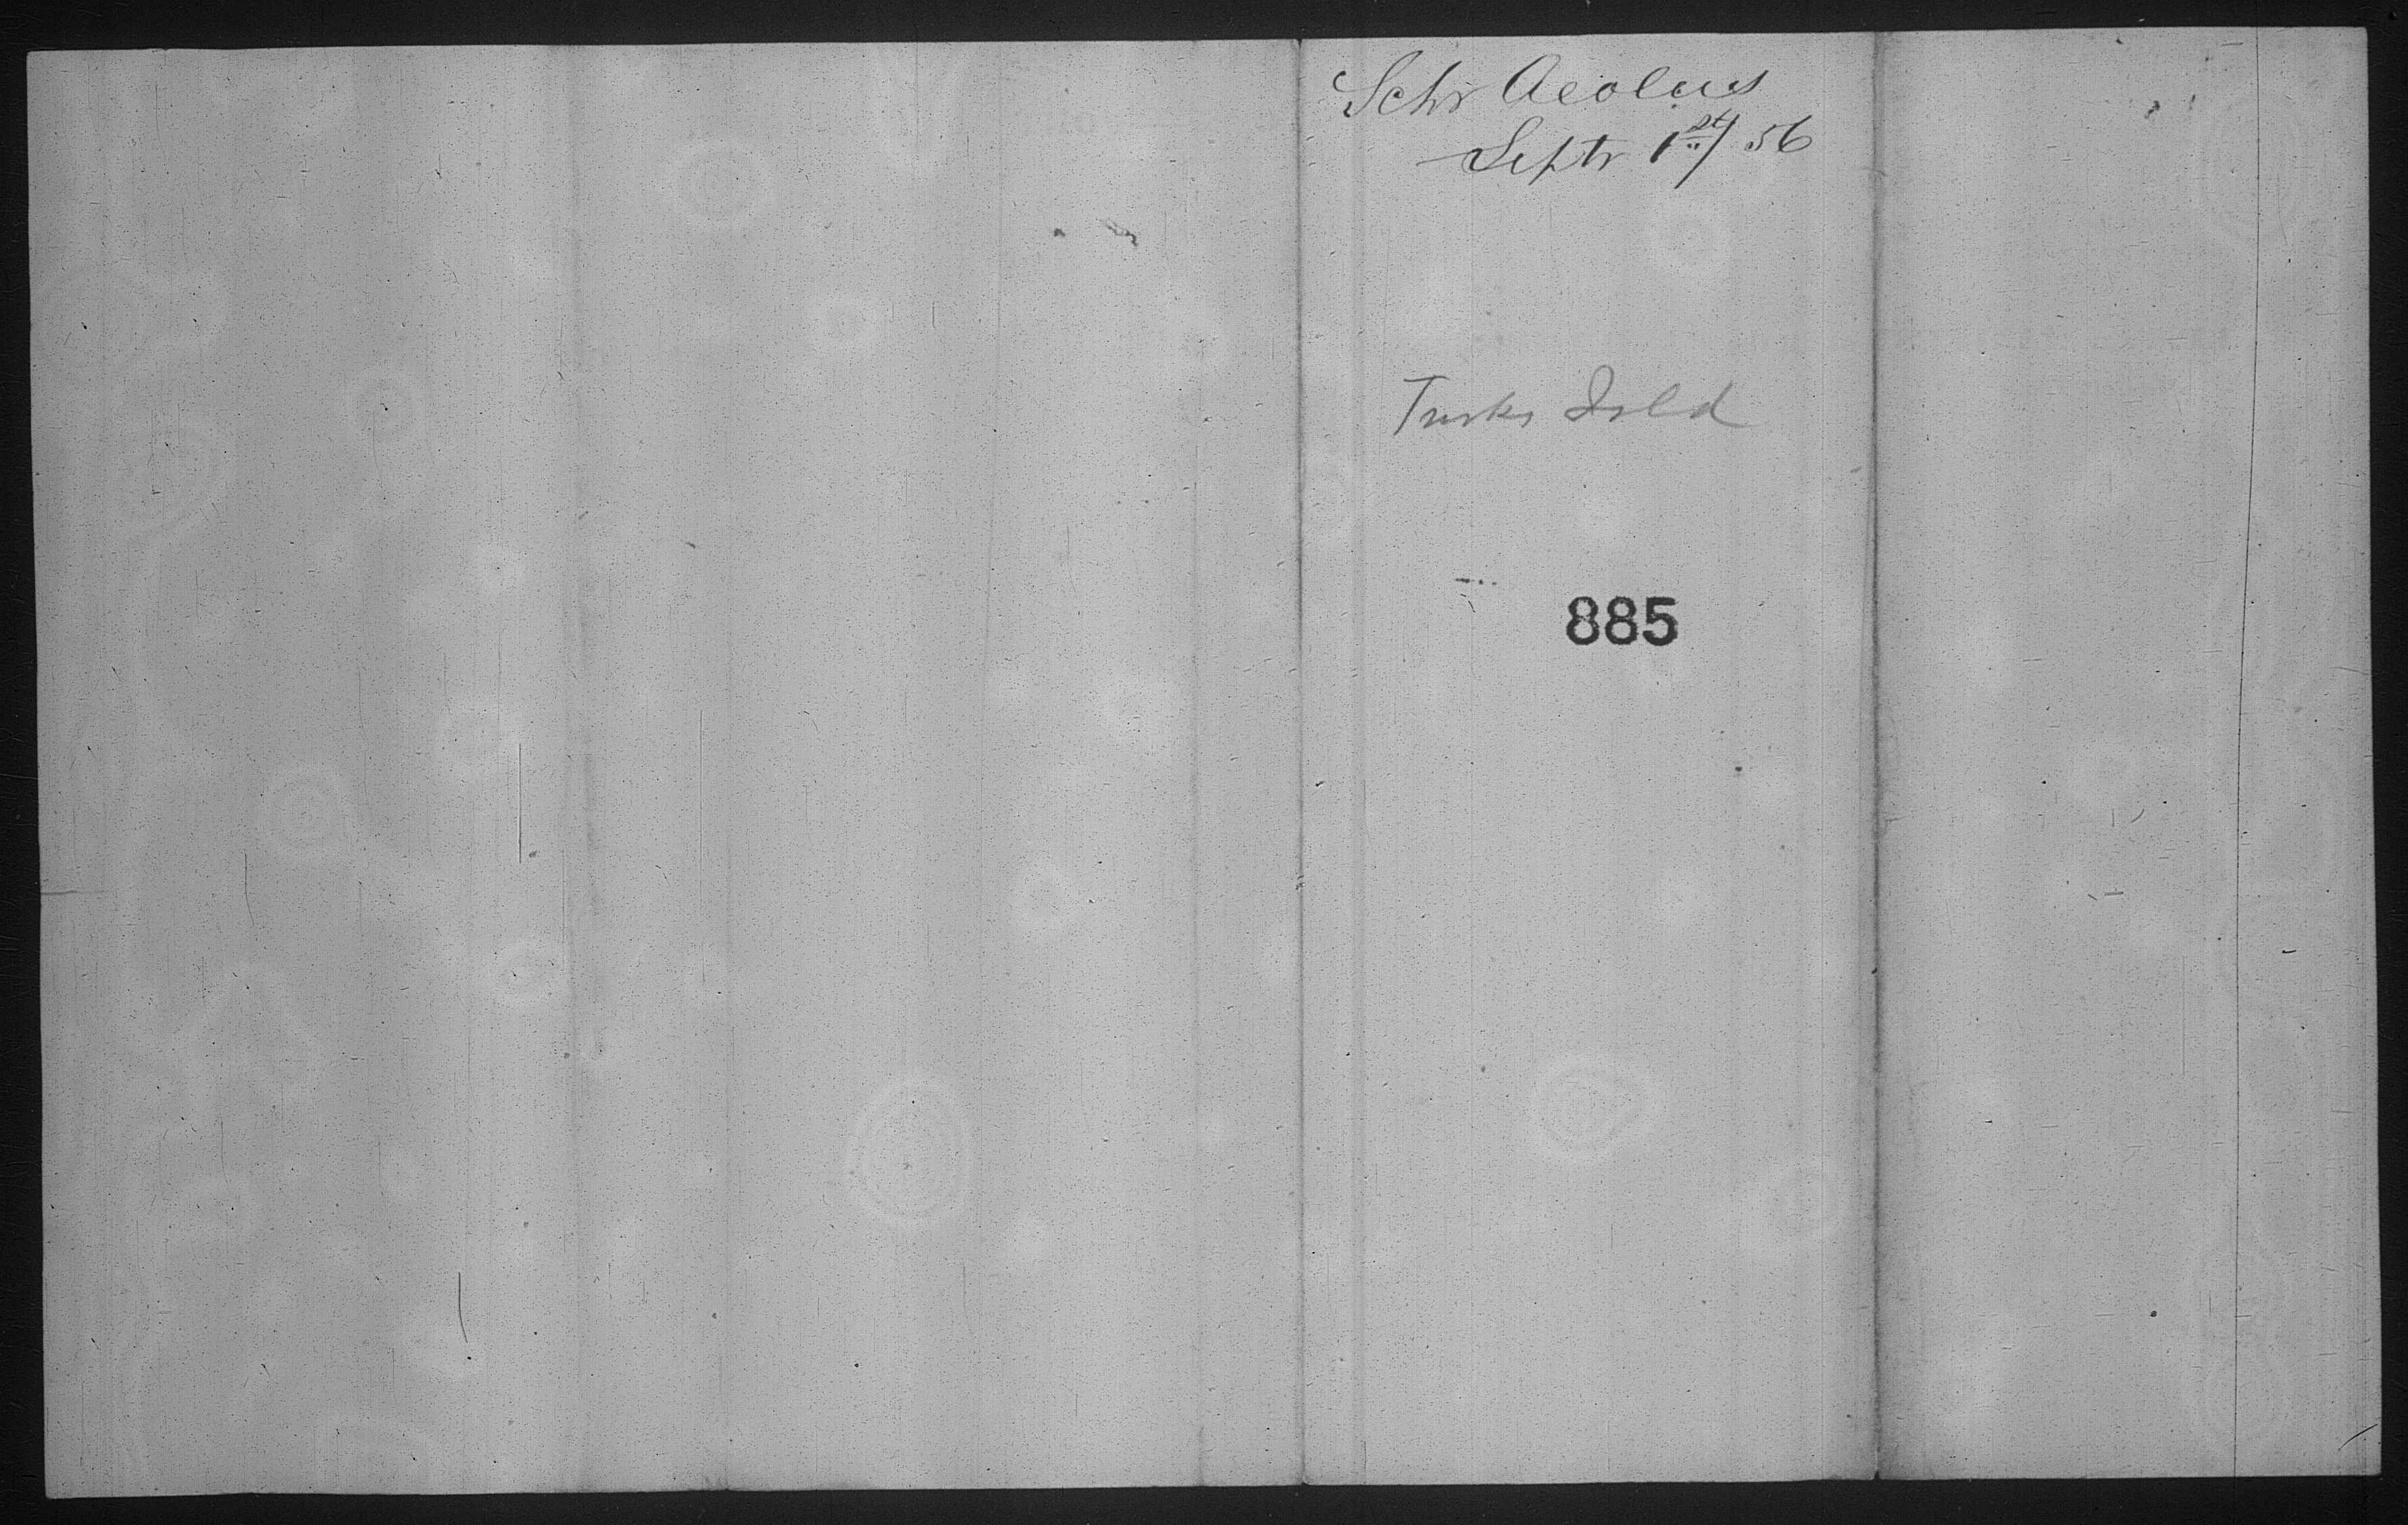 Schr Aeolus
Septr 1st/56
Turks Isld
885